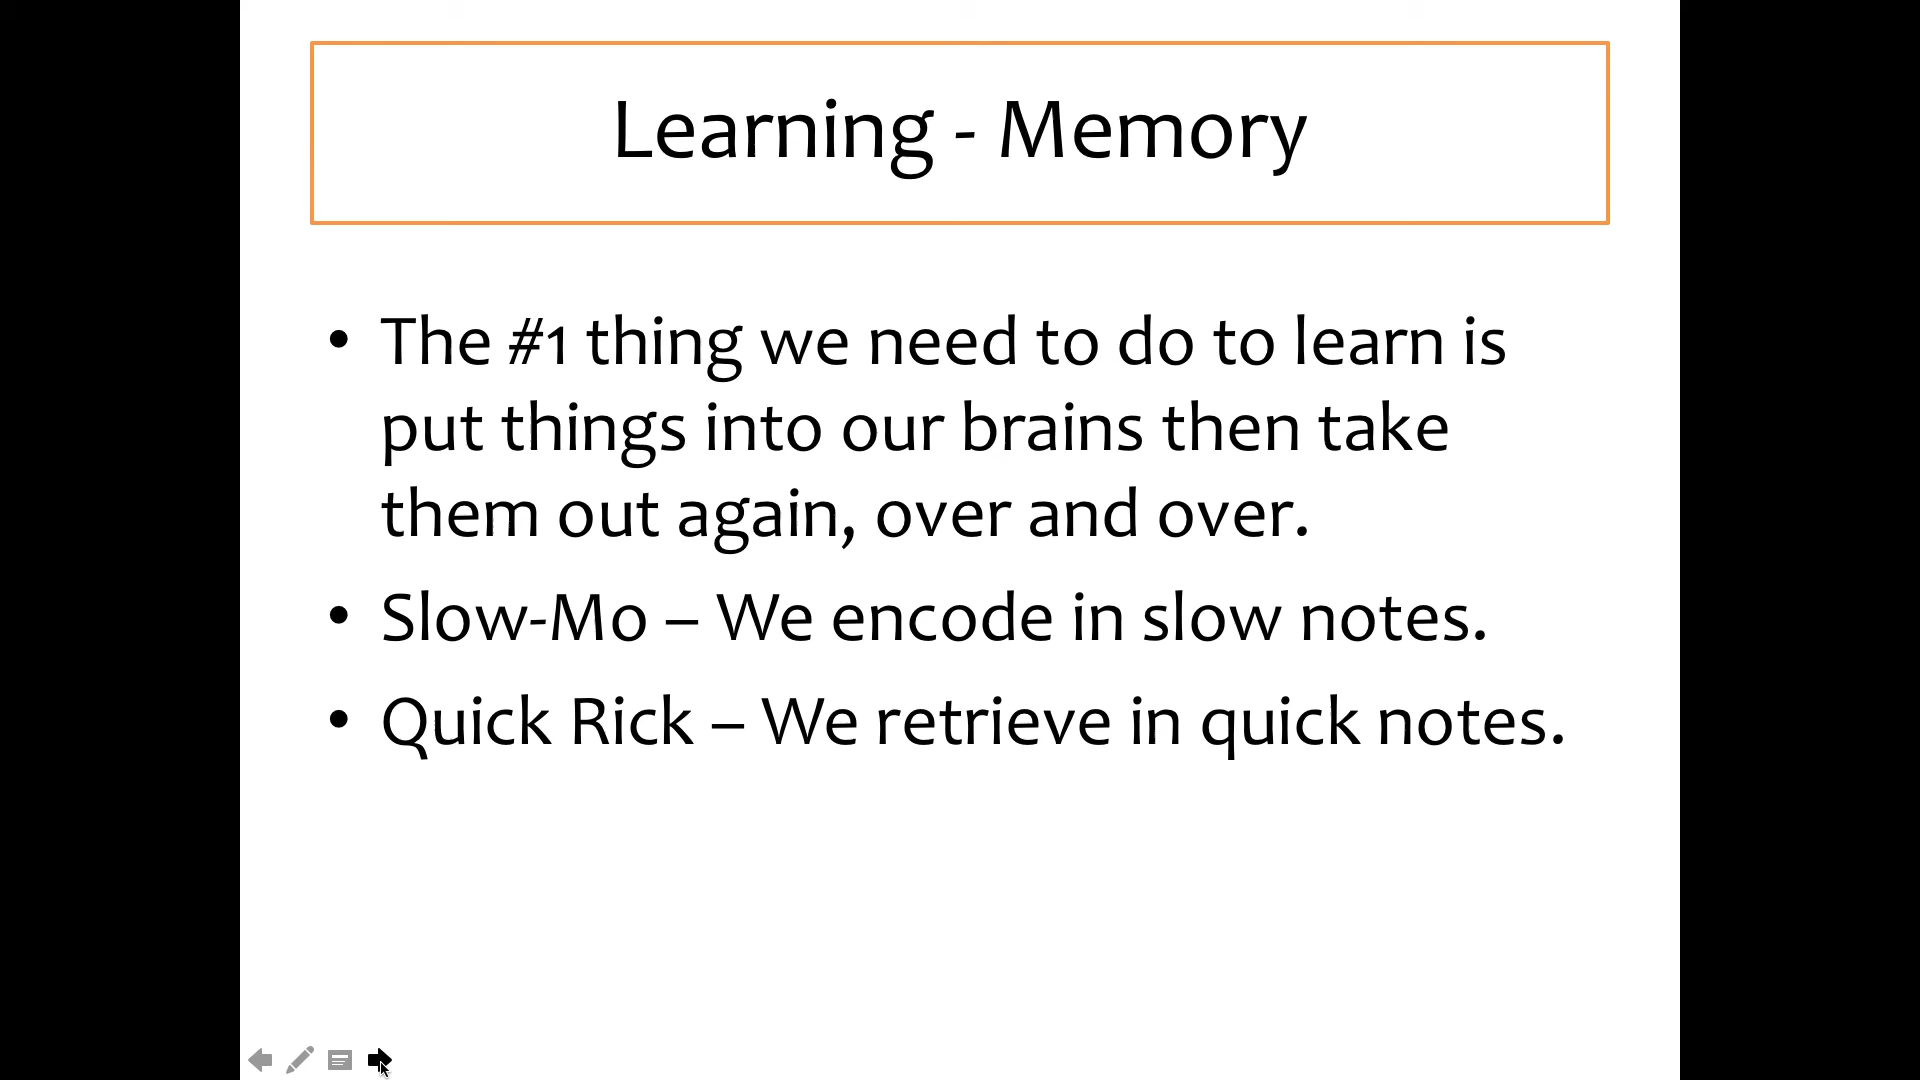 Learning - Memory
• The #1 thing we need to do to learn is
put things into our brains then take
them out again, over and over.
• Slow-Mo – We encode in slow notes.
• Quick Rick – We retrieve in quick notes.